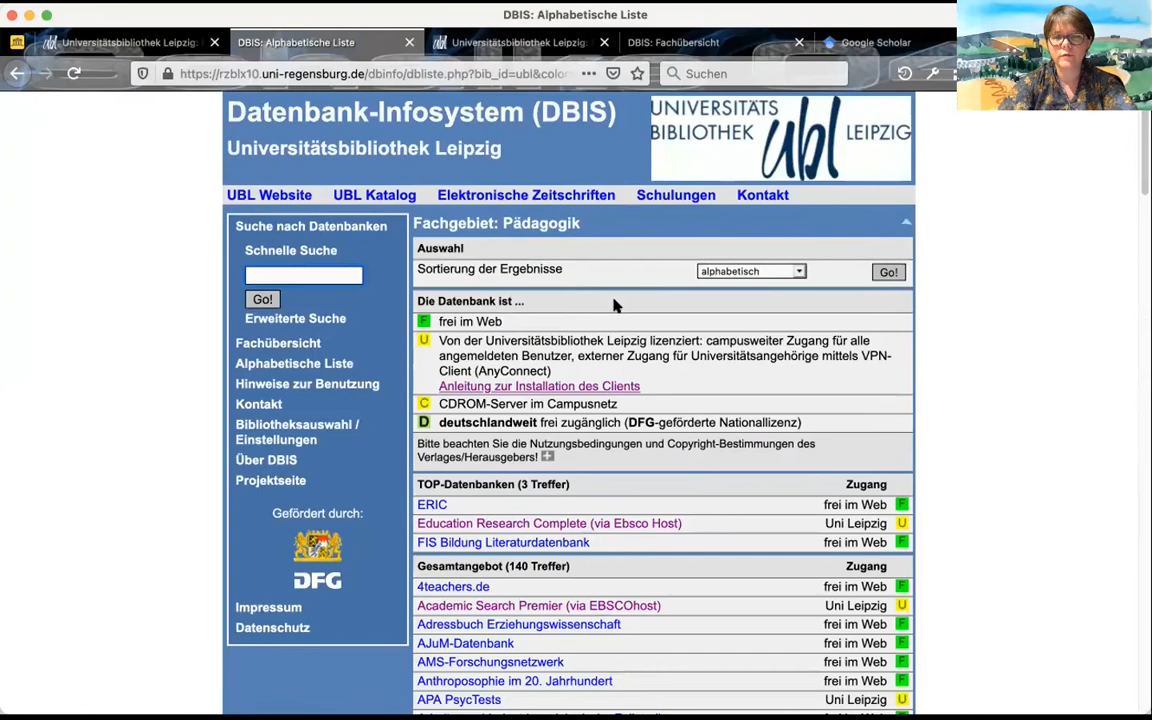 DBIS: Alphabetische Liste
Universitätsbibliothek Leipzig:
DBIS: Alphabetische Liste
Universitätsbibliothek Leipzig:
DBIS: Fachübersicht
Google Scholar
https://rzblx10.uni-regensburg.de/dbinfo/dbliste.php?bib_id=ubl&color
Suchen
Datenbank-Infosystem (DBIS)
Universitätsbibliothek Leipzig
UNIVERSITÄTS
BIBLIOTHEK ubl LEIPZIG
UBL Website UBL Katalog Elektronische Zeitschriften Schulungen Kontakt
Suche nach Datenbanken
Schnelle Suche
Go!
Erweiterte Suche
Fachübersicht
Alphabetische Liste
Hinweise zur Benutzung
Kontakt
Bibliotheksauswahl /
Einstellungen
Über DBIS
Projektseite
Gefördert durch:
DFG
Impressum
Datenschutz
Fachgebiet: Pädagogik
Auswahl
Sortierung der Ergebnisse alphabetisch Go!
Die Datenbank ist ...
F frei im Web
U Von der Universitätsbibliothek Leipzig lizenziert: campusweiter Zugang für alle
angemeldeten Benutzer, externer Zugang für Universitätsangehörige mittels VPN-
Client (AnyConnect)
Anleitung zur Installation des Clients
C CDROM-Server im Campusnetz
D deutschlandweit frei zugänglich (DFG-geförderte Nationallizenz)
Bitte beachten Sie die Nutzungsbedingungen und Copyright-Bestimmungen des
Verlages/Herausgebers!
TOP-Datenbanken (3 Treffer) Zugang
ERIC frei im Web F
Education Research Complete (via Ebsco Host) Uni Leipzig U
FIS Bildung Literaturdatenbank frei im Web F
Gesamtangebot (140 Treffer) Zugang
4teachers.de frei im Web F
Academic Search Premier (via EBSCOhost) Uni Leipzig U
Adressbuch Erziehungswissenschaft frei im Web F
AJuM-Datenbank frei im Web F
AMS-Forschungsnetzwerk frei im Web F
Anthroposophie im 20. Jahrhundert frei im Web F
APA PsycTests Uni Leipzig U